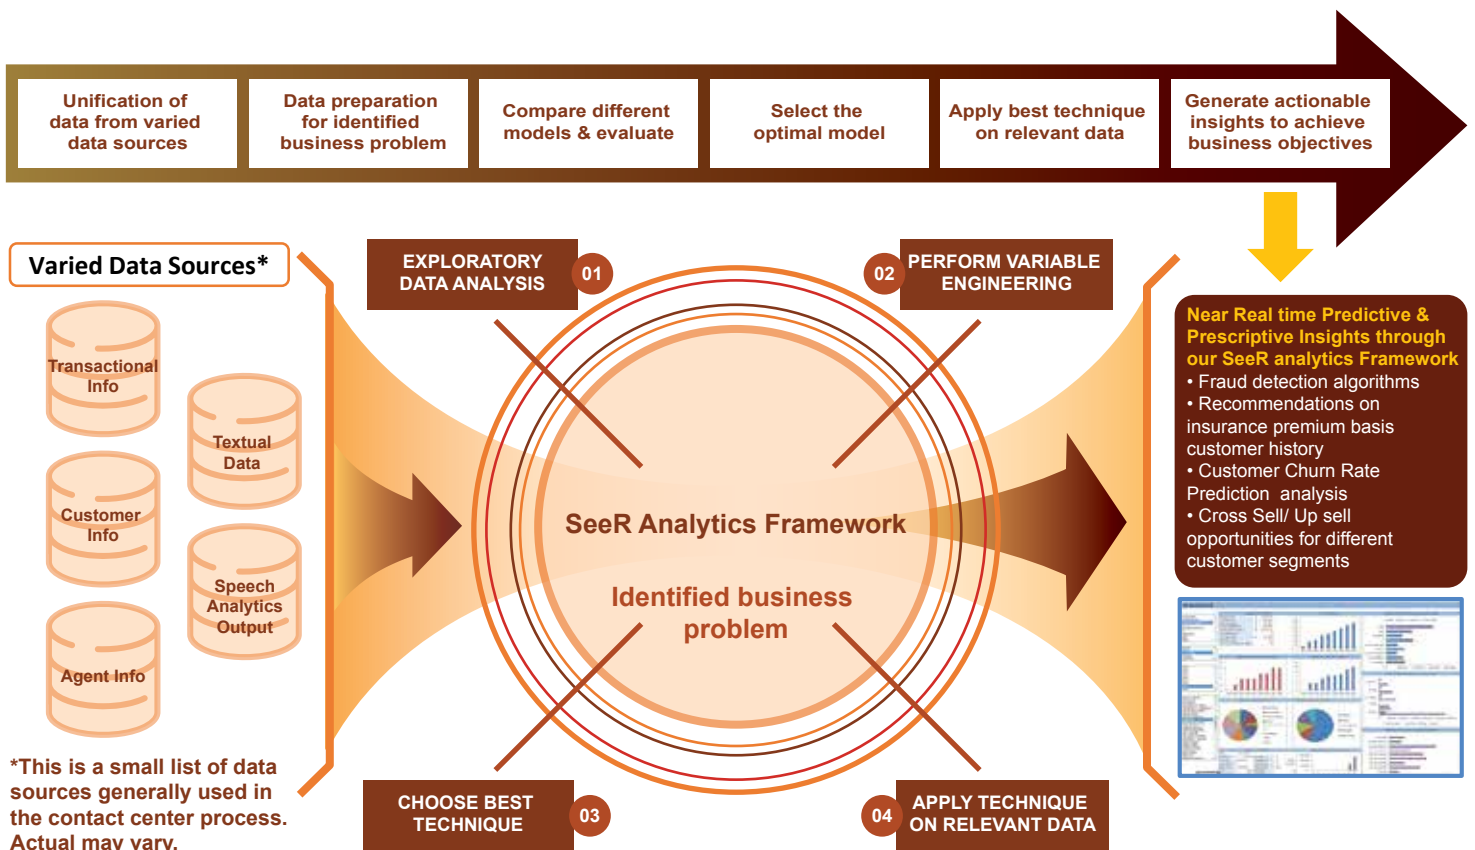 Unification of
data from varied
data sources
Data preparation
for identified
business problem
Compare different
models & evaluate
Select the
optimal model
Apply best technique
on relevant data
Generate actionable
insights to achieve
business objectives
Varied Data Sources*
Transactional
Info
Textual
Data
Customer
Info
Speech
Analytics
Output
Agent Info
*This is a small list of data
sources generally used in
the contact center process.
Actual may vary.
EXPLORATORY
DATA ANALYSIS
01
02
PERFORM VARIABLE
ENGINEERING
SeeR Analytics Framework
Identified business
problem
CHOOSE BEST
TECHNIQUE
03
04
APPLY TECHNIQUE
ON RELEVANT DATA
Near Real time Predictive &
Prescriptive Insights through
our SeeR analytics Framework
• Fraud detection algorithms
• Recommendations on
insurance premium basis
customer history
• Customer Churn Rate
Prediction analysis
• Cross Sell/ Up sell
opportunities for different
customer segments